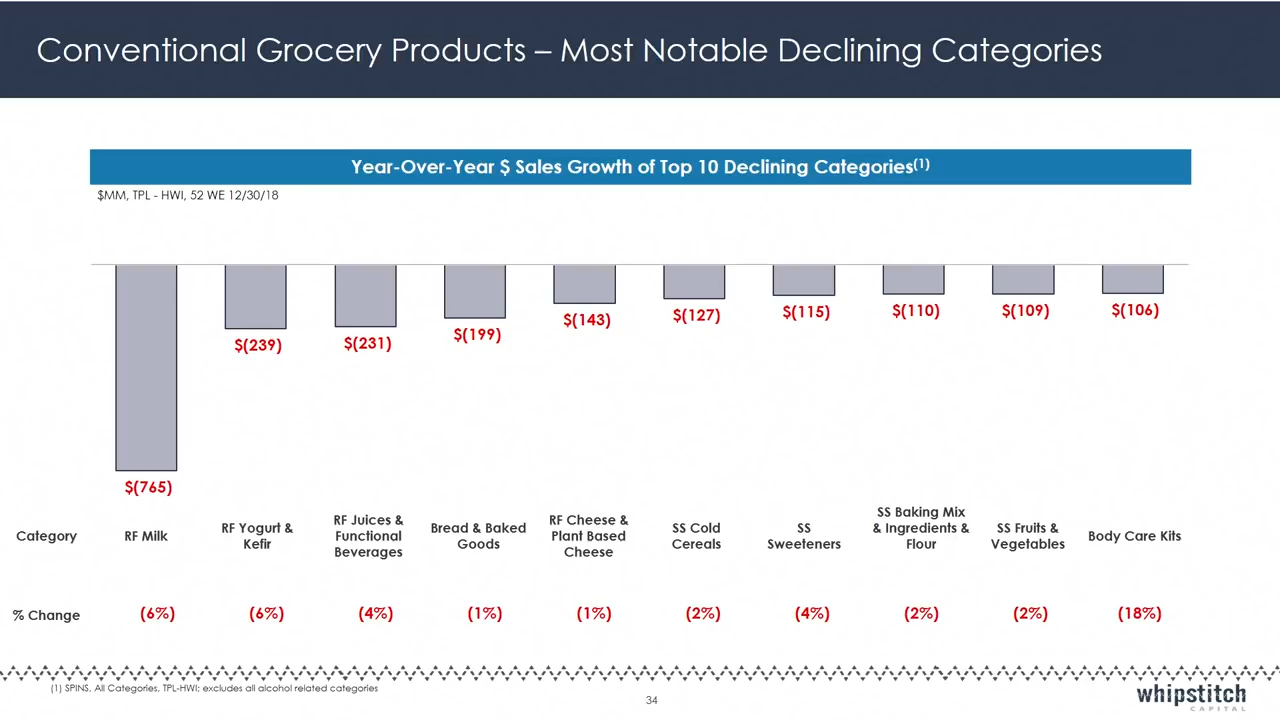 Conventional Grocery Products – Most Notable Declining Categories
Year-Over-Year $ Sales Growth of Top 10 Declining Categories(1)
$MM, TPL - HWI, 52 WE 12/30/18
$(765)
$(239)
$(231)
$(199)
$(143)
$(127)
$(115)
$(110)
$(109)
$(106)
Category
RF Milk
RF Yogurt &
Kefir
RF Juices &
Functional
Beverages
Bread & Baked
Goods
RF Cheese &
Plant Based
Cheese
SS Cold
Cereals
SS
Sweeteners
SS Baking Mix
& Ingredients &
Flour
SS Fruits &
Vegetables
Body Care Kits
% Change
(6%)
(6%)
(4%)
(1%)
(1%)
(2%)
(4%)
(2%)
(2%)
(18%)
(1) SPINS, All Categories, TPL-HWI; excludes all alcohol related categories
34
whipstitch
CAPITAL